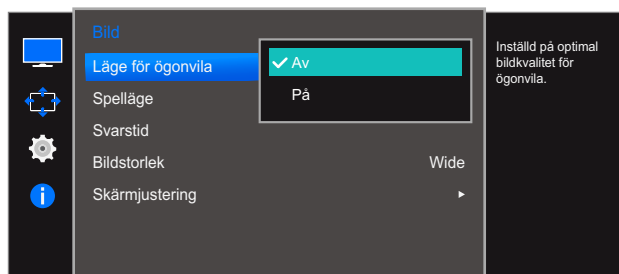 Bild
Läge för ögonvila
Av
På
Spelläge
Svarstid
Bildstorlek Wide
Skärmjustering
Inställd på optimal
bildkvalitet för
ögonvila.